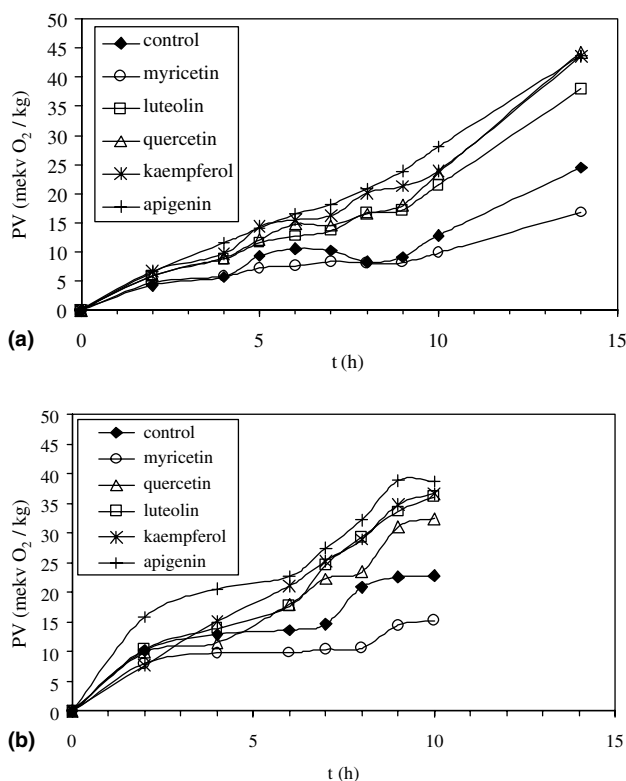 50
45
40
35
30
25
20
15
10
5
0
PV (mekv O2 / kg)
control
myricetin
luteolin
quercetin
kaempferol
apigenin
0 5 10 15
(a)
t (h)
50
45
40
35
30
25
20
15
10
5
0
PV (mekv O2 / kg)
control
myricetin
quercetin
luteolin
kaempferol
apigenin
0 5 10 15
(b)
t (h)